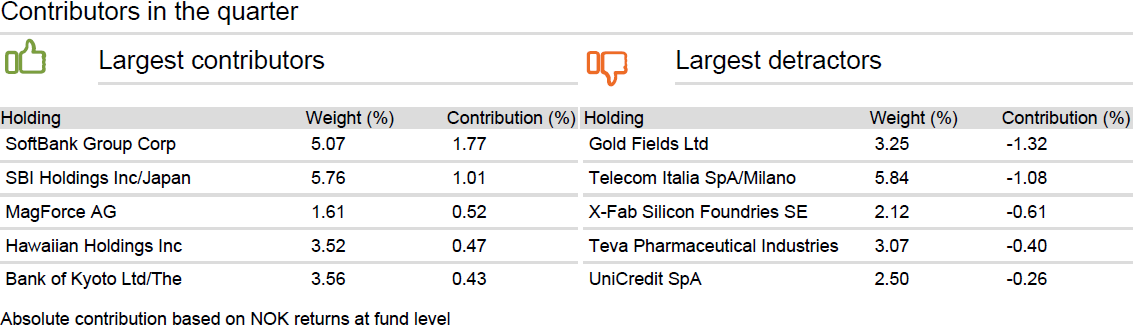 Contributors in the quarter
Largest contributors Largest detractors
Holding Weight (%) Contribution (%) Holding Weight (%) Contribution (%)
SoftBank Group Corp 5.07 1.77 Gold Fields Ltd 3.25 -1.32
SBI Holdings Inc/Japan 5.76 1.01 Telecom Italia SpA/Milano 5.84 -1.08
MagForce AG 1.61 0.52 X-Fab Silicon Foundries SE 2.12 -0.61
Hawaiian Holdings Inc 3.52 0.47 Teva Pharmaceutical Industries 3.07 -0.40
Bank of Kyoto Ltd/The 3.56 0.43 UniCredit SpA 2.50 -0.26
Absolute contribution based on NOK returns at fund level